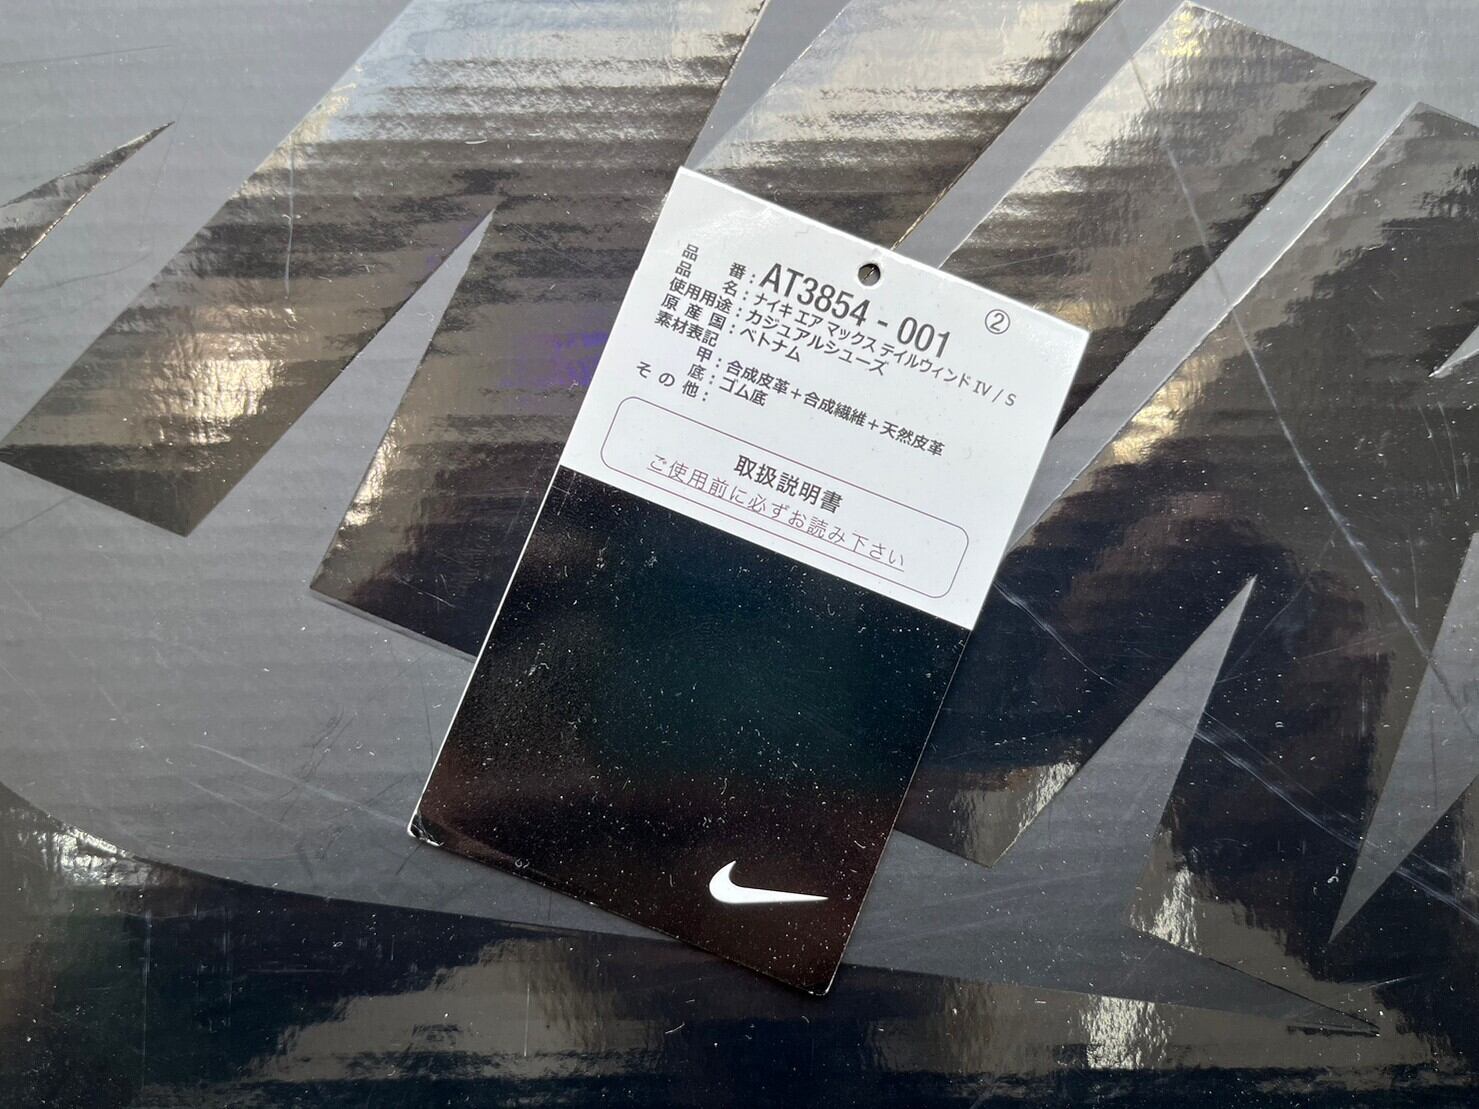 品番：AT3854 - 001 ②
品名：ナイキ エア マックス テイルウィンド IV / S
使用用途：カジュアルシューズ
原産国：ベトナム
素材表記
甲：合成皮革＋合成繊維＋天然皮革
底：ゴム底
その他：
取扱説明書
ご使用前に必ずお読み下さい